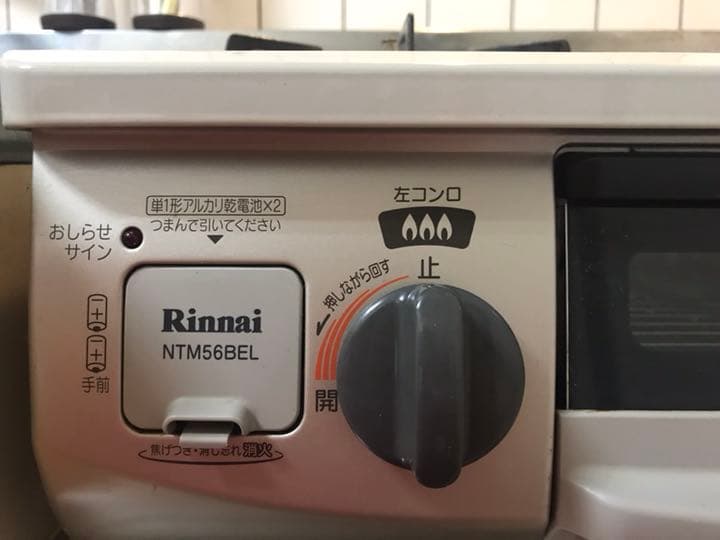 単1形アルカリ乾電池×2
つまんで引いてください
おしらせ
サイン
Rinnai
NTM56BEL
+
−
+
−
手前
焦げつき・消し忘れ消火
左コンロ
止
押しながら回す
開